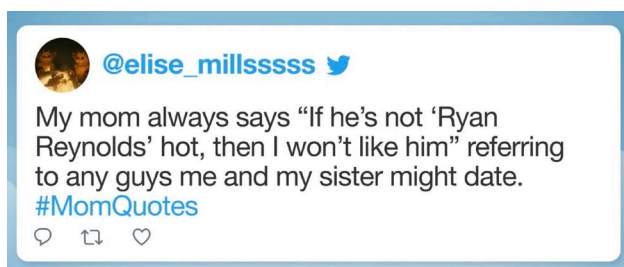 @elise_millsssss
My mom always says “If he’s not ‘Ryan
Reynolds’ hot, then I won’t like him” referring
to any guys me and my sister might date.
#MomQuotes